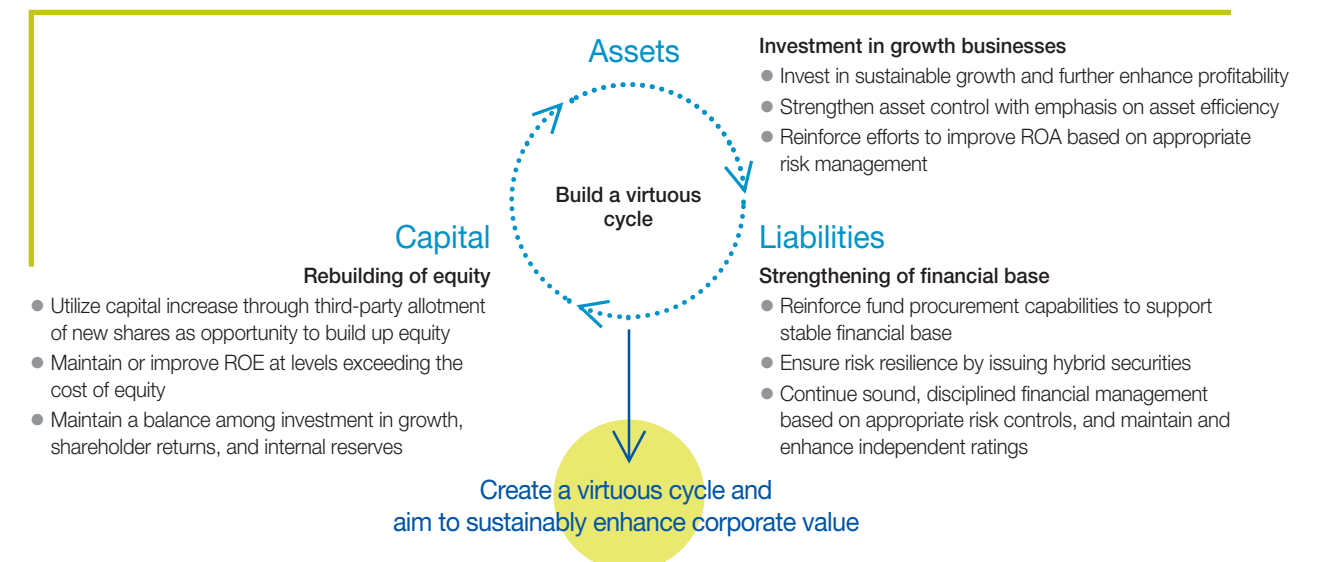 Assets
Investment in growth businesses
● Invest in sustainable growth and further enhance profitability
● Strengthen asset control with emphasis on asset efficiency
● Reinforce efforts to improve ROA based on appropriate
risk management
Build a virtuous
cycle
Capital
Rebuilding of equity
● Utilize capital increase through third-party allotment
of new shares as opportunity to build up equity
● Maintain or improve ROE at levels exceeding the
cost of equity
● Maintain a balance among investment in growth,
shareholder returns, and internal reserves
Liabilities
Strengthening of financial base
● Reinforce fund procurement capabilities to support
stable financial base
● Ensure risk resilience by issuing hybrid securities
● Continue sound, disciplined financial management
based on appropriate risk controls, and maintain and
enhance independent ratings
Create a virtuous cycle and
aim to sustainably enhance corporate value